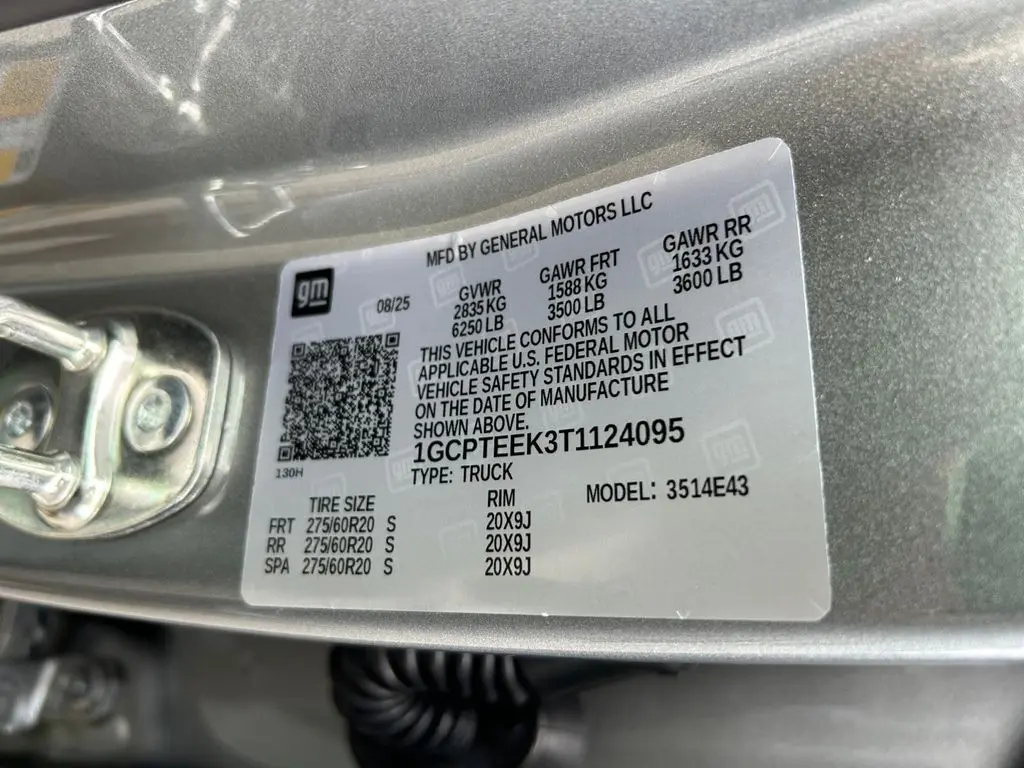 MFD BY GENERAL MOTORS LLC
gm
08/25
GVWR
2835 KG
6250 LB
GAWR FRT
1588 KG
3500 LB
GAWR RR
1633 KG
3600 LB
THIS VEHICLE CONFORMS TO ALL
APPLICABLE U.S. FEDERAL MOTOR
VEHICLE SAFETY STANDARDS IN EFFECT
ON THE DATE OF MANUFACTURE
SHOWN ABOVE.
1GCPTEEK3T1124095
130H
TYPE: TRUCK
MODEL: 3514E43
TIRE SIZE RIM
FRT 275/60R20 S 20X9J
RR 275/60R20 S 20X9J
SPA 275/60R20 S 20X9J